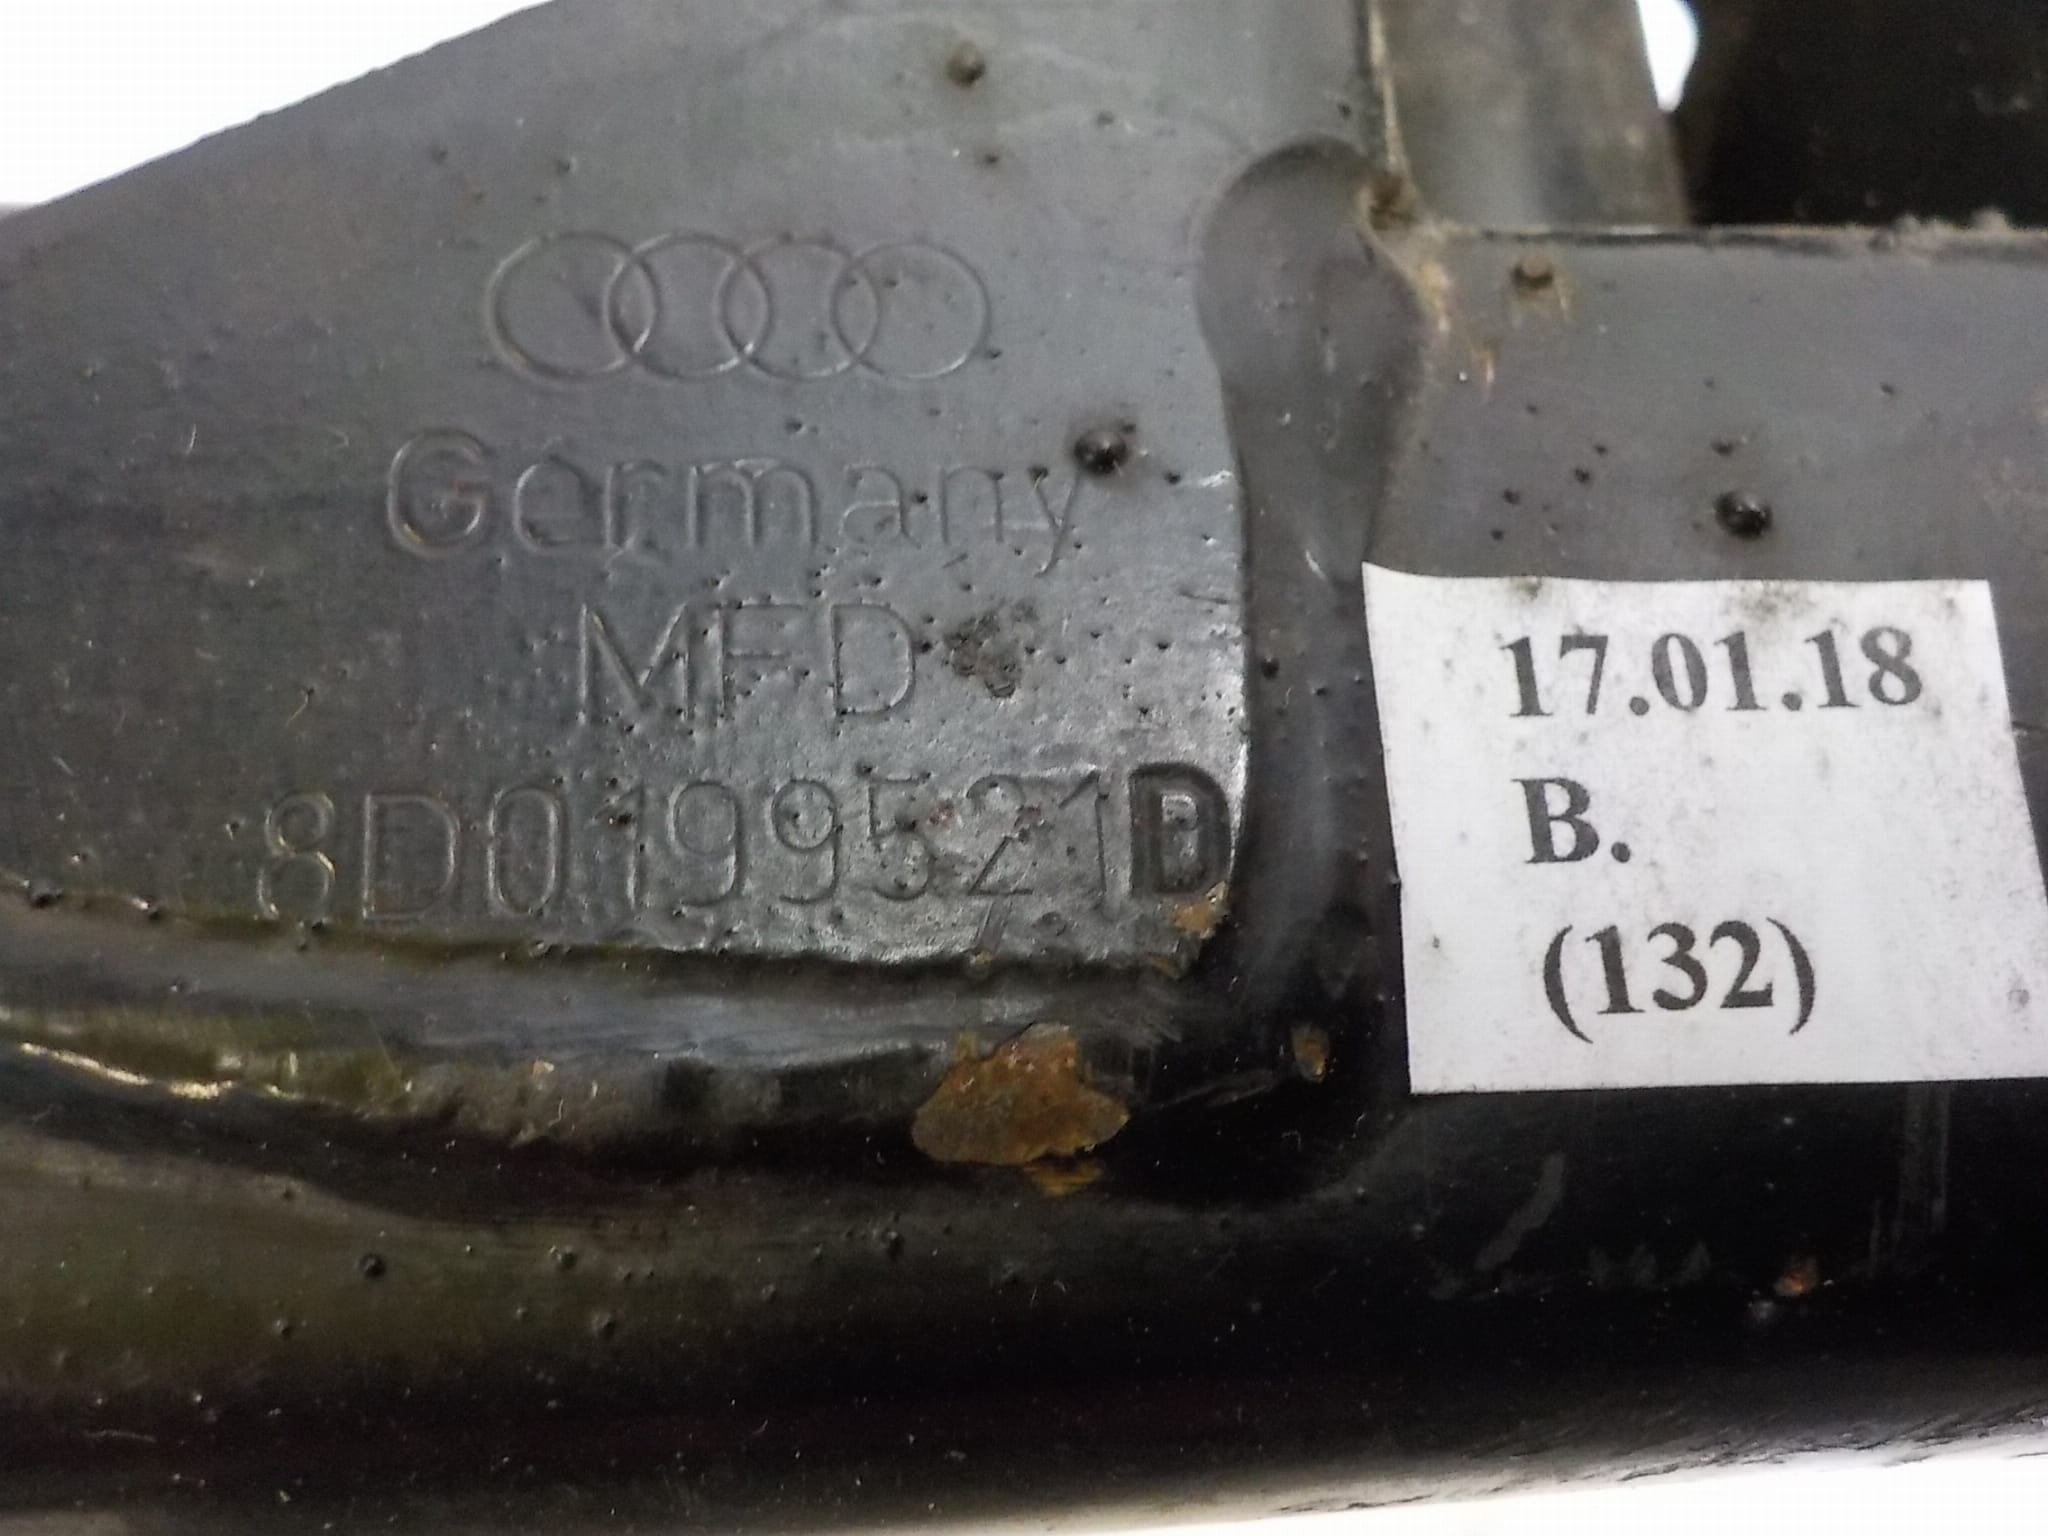 Germany
MFD
8D0199521D
17.01.18
B.
(132)